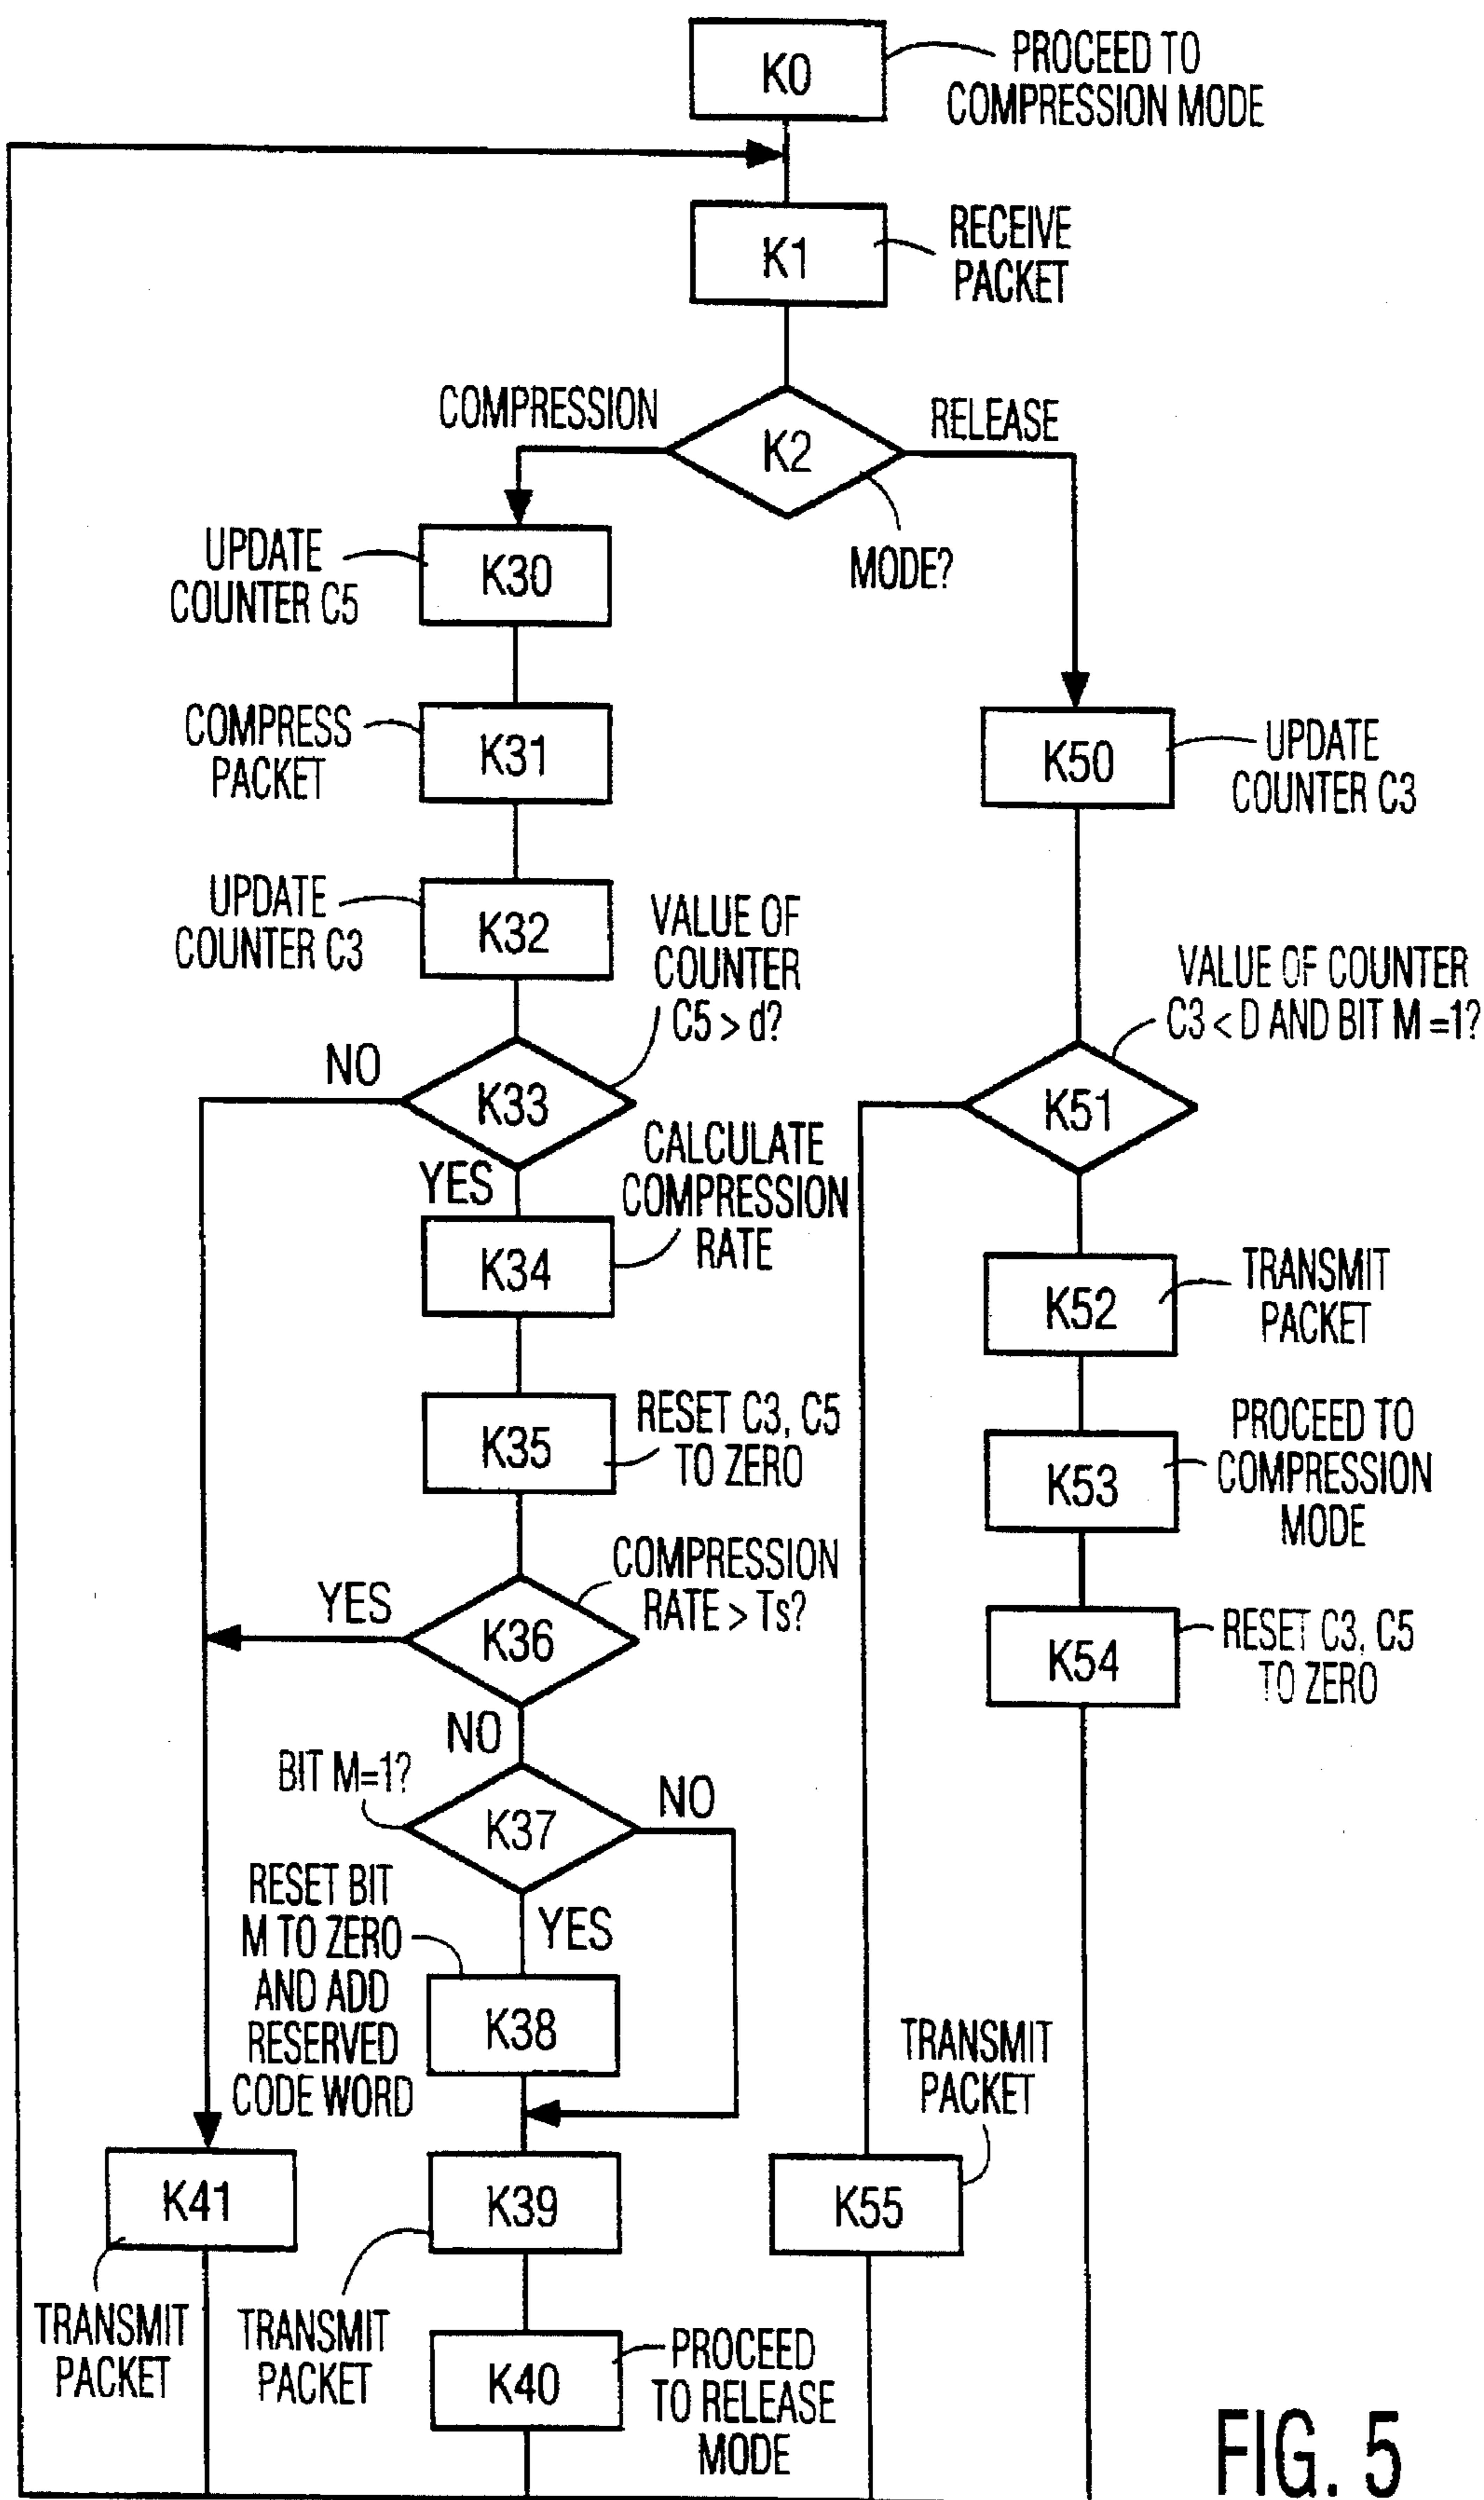 K0
PROCEED TO
COMPRESSION MODE
K1
RECEIVE
PACKET
COMPRESSION
K2
RELEASE
MODE?
UPDATE
COUNTER C5
K30
COMPRESS
PACKET
K31
K50
UPDATE
COUNTER C3
UPDATE
COUNTER C3
K32
VALUE OF
COUNTER
C5 > d?
VALUE OF COUNTER
C3 < D AND BIT M =1?
NO
K33
K51
YES
CALCULATE
COMPRESSION
RATE
K34
K52
TRANSMIT
PACKET
K35
RESET C3, C5
TO ZERO
K53
PROCEED TO
COMPRESSION
MODE
YES
K36
COMPRESSION
RATE > Ts?
K54
RESET C3, C5
TO ZERO
NO
BIT M=1?
K37
NO
RESET BIT
M TO ZERO
AND ADD
RESERVED
CODE WORD
YES
K38
TRANSMIT
PACKET
K41
K39
K55
TRANSMIT
PACKET
TRANSMIT
PACKET
K40
PROCEED
TO RELEASE
MODE
FIG. 5